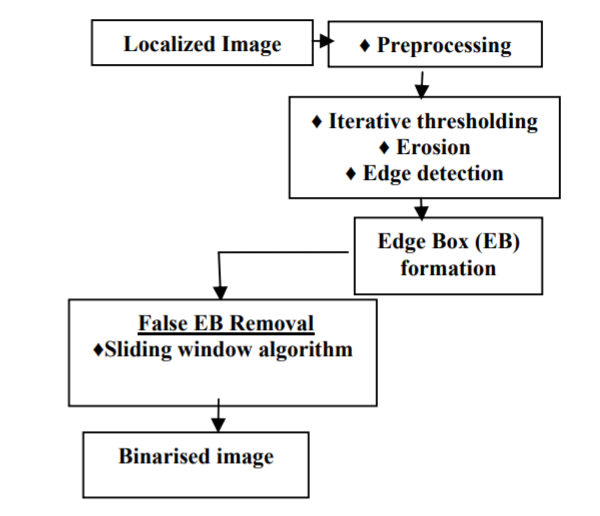 Localized Image
♦ Preprocessing
♦ Iterative thresholding
♦ Erosion
♦ Edge detection
Edge Box (EB)
formation
False EB Removal
♦Sliding window algorithm
Binarised image